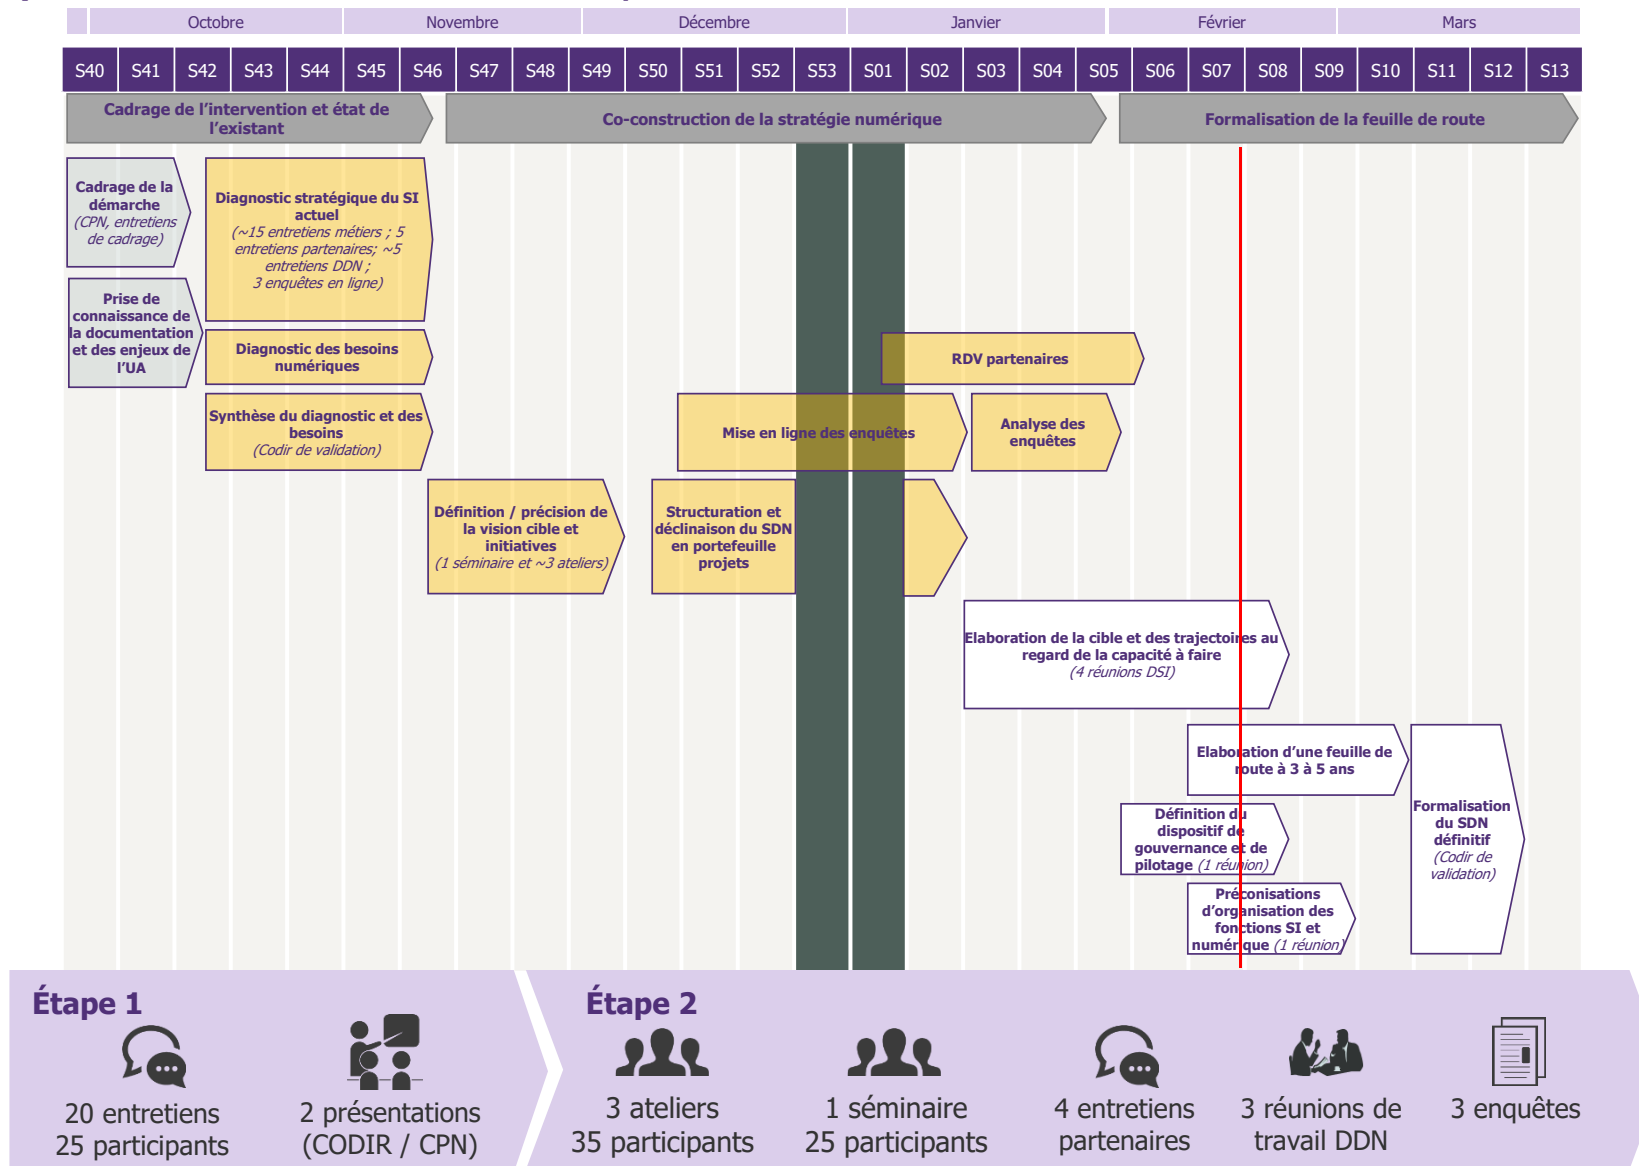 Octobre
Novembre
Décembre
Janvier
Février
Mars
S40 S41 S42 S43 S44 S45 S46 S47 S48 S49 S50 S51 S52 S53 S01 S02 S03 S04 S05 S06 S07 S08 S09 S10 S11 S12 S13
Cadrage de l'intervention et état de
l'existant
Co-construction de la stratégie numérique
Formalisation de la feuille de route
Cadrage de la
démarche
(CPN, entretiens
de cadrage)
Diagnostic stratégique du SI
actuel
(~15 entretiens métiers ; 5
entretiens partenaires; ~5
entretiens DDN ;
3 enquêtes en ligne)
Prise de
connaissance de
la documentation
et des enjeux de
l'UA
Diagnostic des besoins
numériques
RDV partenaires
Synthèse du diagnostic et des
besoins
(Codir de validation)
Mise en ligne des enquêtes
Analyse des
enquêtes
Définition / précision de
la vision cible et
initiatives
(1 séminaire et ~3 ateliers)
Structuration et
déclinaison du SDN
en portefeuille
projets
Elaboration de la cible et des trajectoires au
regard de la capacité à faire
(4 réunions DSI)
Elaboration d'une feuille de
route à 3 à 5 ans
Définition du
dispositif de
gouvernance et de
pilotage (1 réunion)
Préconisations
d'organisation des
fonctions SI et
numérique (1 réunion)
Formalisation
du SDN
définitif
(Codir de
validation)
Étape 1
20 entretiens
25 participants
2 présentations
(CODIR / CPN)
Étape 2
3 ateliers
35 participants
1 séminaire
25 participants
4 entretiens
partenaires
3 réunions de
travail DDN
3 enquêtes